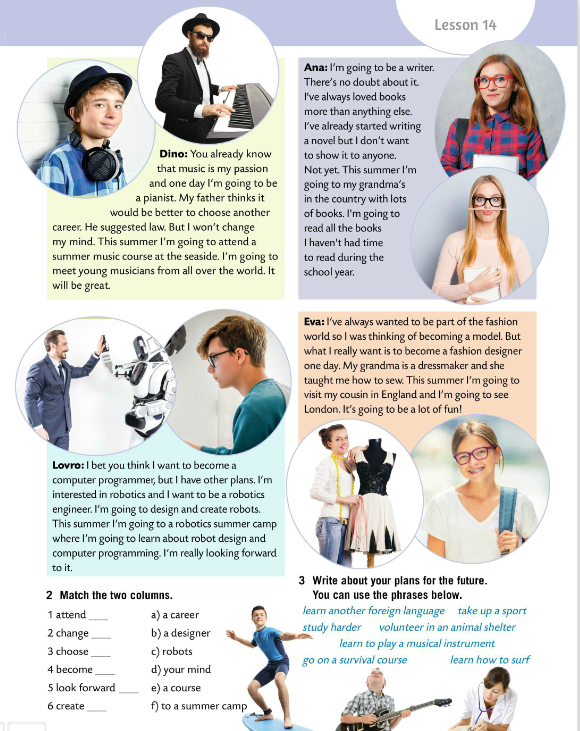 Lesson 14
Dino: You already know
that music is my passion
and one day I'm going to be
a pianist. My father thinks it
would be better to choose another
career. He suggested law. But I won't change
my mind. This summer I'm going to attend a
summer music course at the seaside. I'm going to
meet young musicians from all over the world. It
will be great.
Ana: I'm going to be a writer.
There's no doubt about it.
I've always loved books
more than anything else.
I've already started writing
a novel but I don't want
to show it to anyone.
Not yet. This summer I'm
going to my grandma's
in the country with lots
of books. I'm going to
read all the books
I haven't had time
to read during the
school year.
Lovro: I bet you think I want to become a
computer programmer, but I have other plans. I'm
interested in robotics and I want to be a robotics
engineer. I'm going to design and create robots.
This summer I'm going to a robotics summer camp
where I'm going to learn about robot design and
computer programming. I'm really looking forward
to it.
Eva: I've always wanted to be part of the fashion
world so I was thinking of becoming a model. But
what I really want is to become a fashion designer
one day. My grandma is a dressmaker and she
taught me how to sew. This summer I'm going to
visit my cousin in England and I'm going to see
London. It's going to be a lot of fun!
2 Match the two columns.
1 attend ___ a) a career
2 change ___ b) a designer
3 choose ___ c) robots
4 become ___ d) your mind
5 look forward ___ e) a course
6 create ___ f) to a summer camp
3 Write about your plans for the future.
You can use the phrases below.
learn another foreign language take up a sport
study harder volunteer in an animal shelter
learn to play a musical instrument
go on a survival course learn how to surf